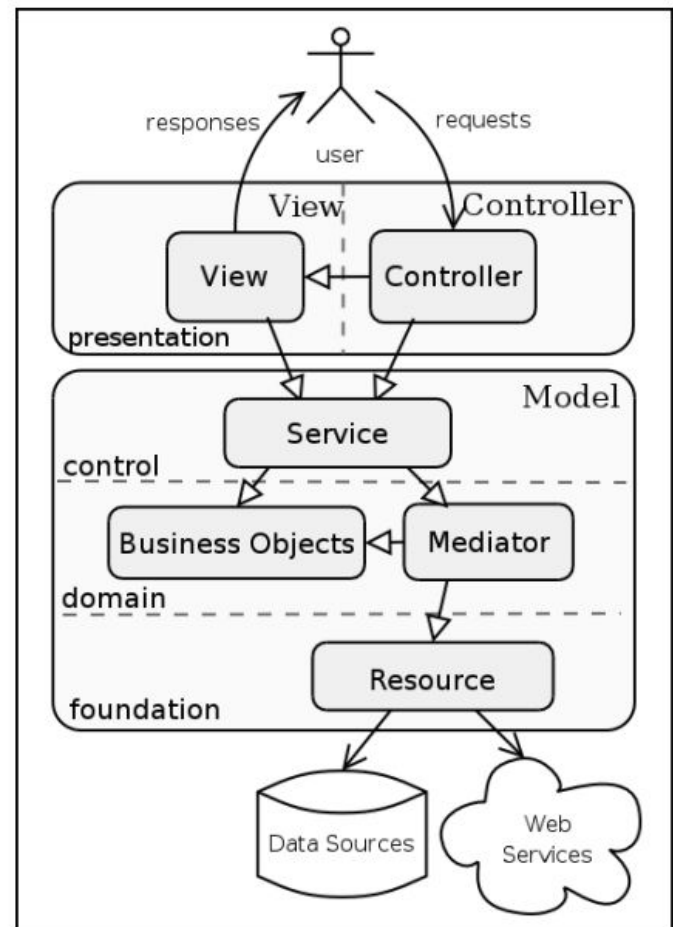 responses
requests
user
View
Controller
View
Controller
presentation
Model
Service
control
Business Objects
Mediator
domain
Resource
foundation
Data Sources
Web
Services